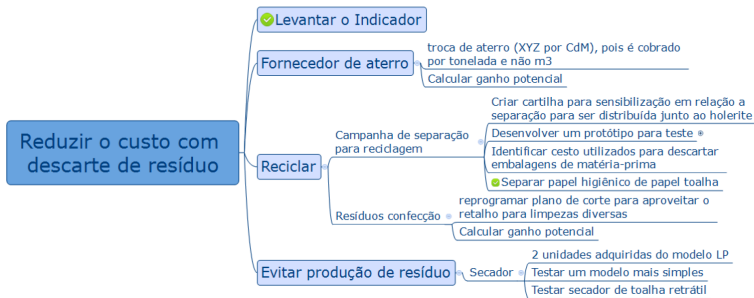 Reduzir o custo com
descarte de resíduo
Levantar o Indicador
Fornecedor de aterro
troca de aterro (XYZ por CdM), pois é cobrado
por tonelada e não m3
Calcular ganho potencial
Reciclar
Campanha de separação
para reciclagem
Criar cartilha para sensibilização em relação a
separação para ser distribuída junto ao holerite
Desenvolver um protótipo para teste
Identificar cesto utilizados para descartar
embalagens de matéria-prima
Separar papel higiênico de papel toalha
Resíduos confecção
reprogramar plano de corte para aproveitar o
retalho para limpezas diversas
Calcular ganho potencial
Evitar produção de resíduo
Secador
2 unidades adquiridas do modelo LP
Testar um modelo mais simples
Testar secador de toalha retrátil